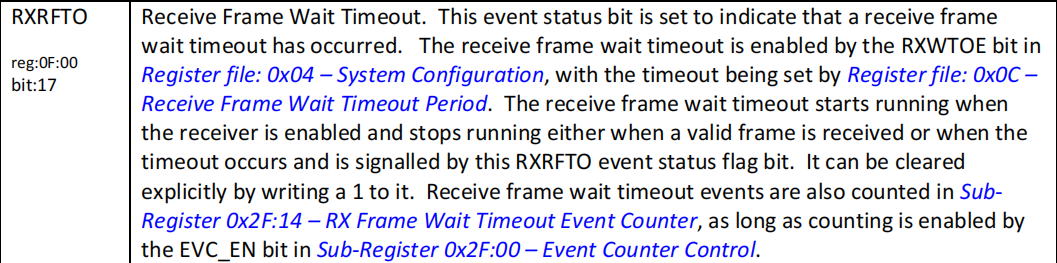 RXRFTO
reg:0F:00
bit:17
Receive Frame Wait Timeout.  This event status bit is set to indicate that a receive frame
wait timeout has occurred.   The receive frame wait timeout is enabled by the RXWTOE bit in
Register file: 0x04 – System Configuration, with the timeout being set by Register file: 0x0C –
Receive Frame Wait Timeout Period.  The receive frame wait timeout starts running when
the receiver is enabled and stops running either when a valid frame is received or when the
timeout occurs and is signalled by this RXRFTO event status flag bit.  It can be cleared
explicitly by writing a 1 to it.  Receive frame wait timeout events are also counted in Sub-
Register 0x2F:14 – RX Frame Wait Timeout Event Counter, as long as counting is enabled by
the EVC_EN bit in Sub-Register 0x2F:00 – Event Counter Control.